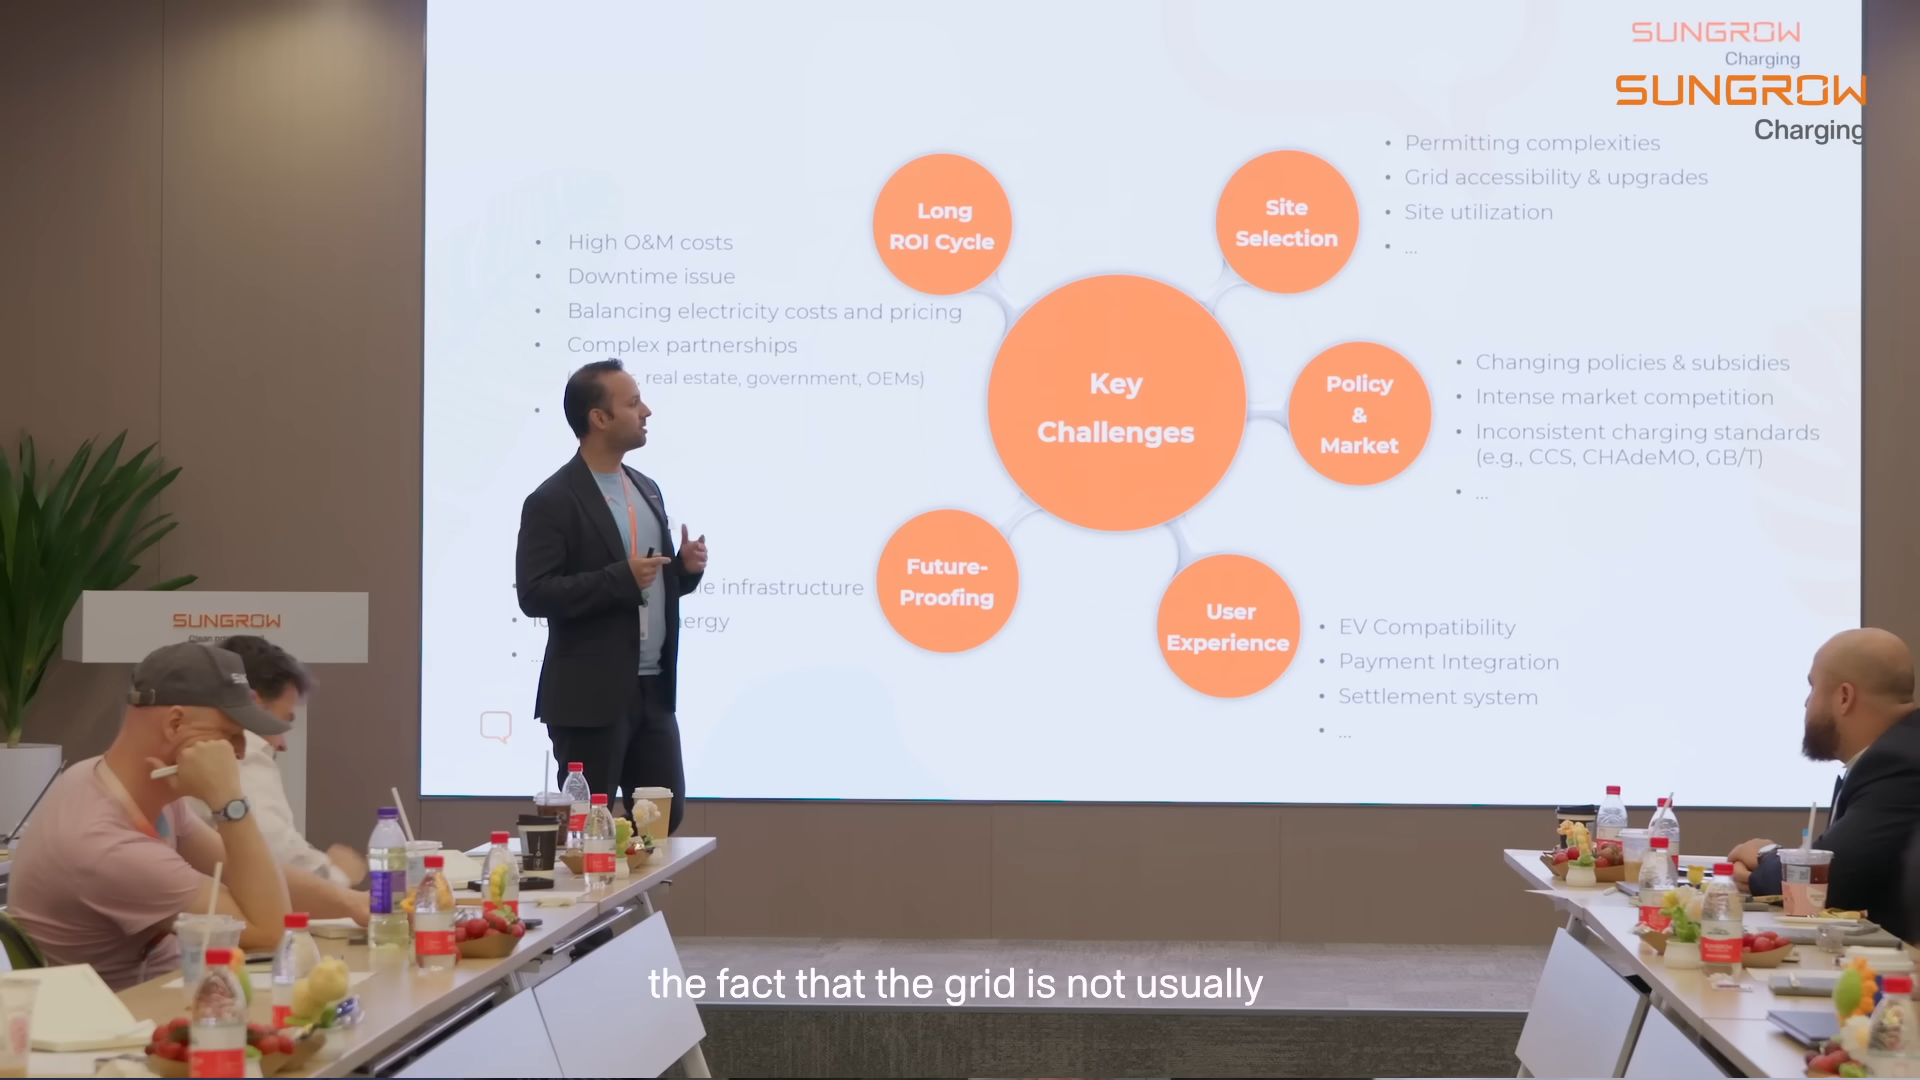 SUNGROW
Charging
SUNGROW
Charging
Long
ROI Cycle
• High O&M costs
• Downtime issue
• Balancing electricity costs and pricing
• Complex partnerships
real estate, government, OEMs)
•
Site
Selection
• Permitting complexities
• Grid accessibility & upgrades
• Site utilization
• ...
Key
Challenges
Policy
&
Market
• Changing policies & subsidies
• Intense market competition
• Inconsistent charging standards
(e.g., CCS, CHAdeMO, GB/T)
• ...
Future-
Proofing
infrastructure
• ...
User
Experience
• EV Compatibility
• Payment Integration
• Settlement system
• ...
SUNGROW
the fact that the grid is not usually